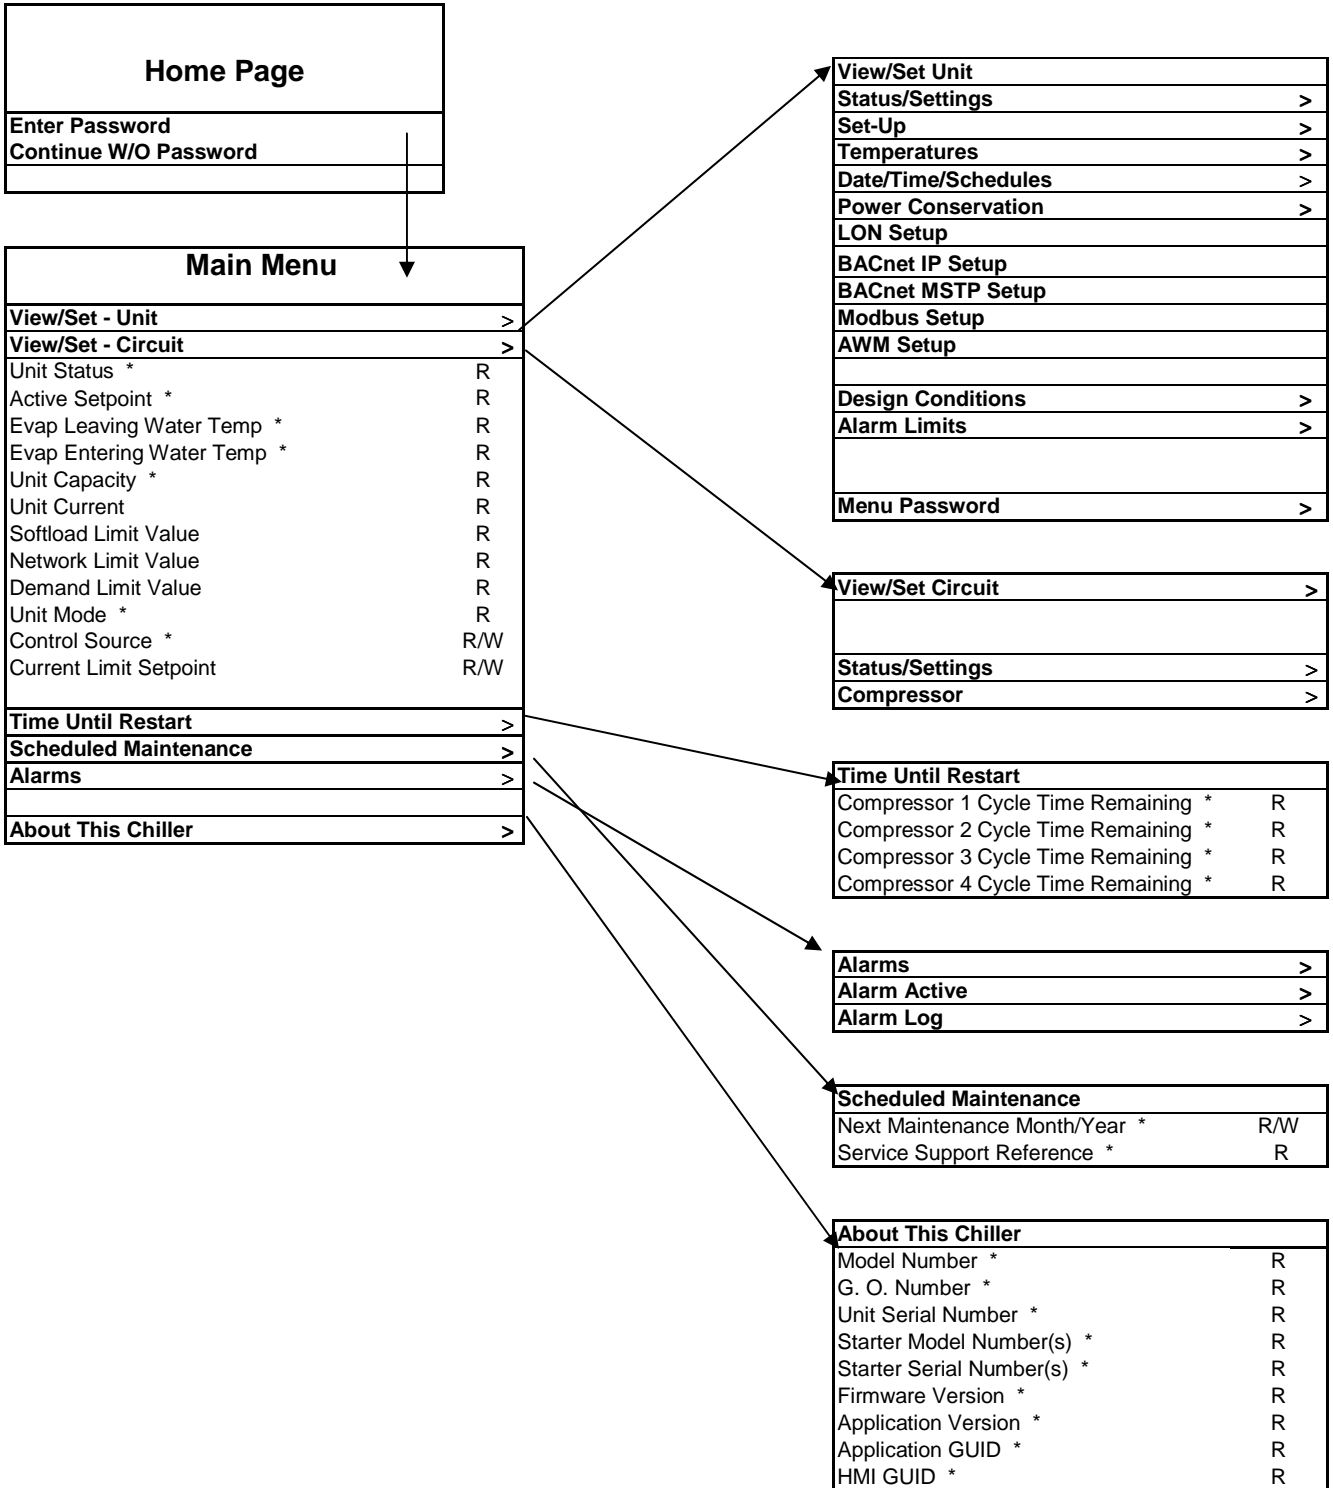 Home Page
Enter Password
Continue W/O Password
Main Menu
View/Set - Unit >
View/Set - Circuit >
Unit Status * R
Active Setpoint * R
Evap Leaving Water Temp * R
Evap Entering Water Temp * R
Unit Capacity * R
Unit Current R
Softload Limit Value R
Network Limit Value R
Demand Limit Value R
Unit Mode * R
Control Source * R/W
Current Limit Setpoint R/W
Time Until Restart >
Scheduled Maintenance >
Alarms >
About This Chiller >
View/Set Unit
Status/Settings >
Set-Up >
Temperatures >
Date/Time/Schedules >
Power Conservation >
LON Setup
BACnet IP Setup
BACnet MSTP Setup
Modbus Setup
AWM Setup
Design Conditions >
Alarm Limits >
Menu Password >
View/Set Circuit >
Status/Settings >
Compressor >
Time Until Restart
Compressor 1 Cycle Time Remaining * R
Compressor 2 Cycle Time Remaining * R
Compressor 3 Cycle Time Remaining * R
Compressor 4 Cycle Time Remaining * R
Alarms >
Alarm Active >
Alarm Log >
Scheduled Maintenance
Next Maintenance Month/Year * R/W
Service Support Reference * R
About This Chiller
Model Number * R
G. O. Number * R
Unit Serial Number * R
Starter Model Number(s) * R
Starter Serial Number(s) * R
Firmware Version * R
Application Version * R
Application GUID * R
HMI GUID * R